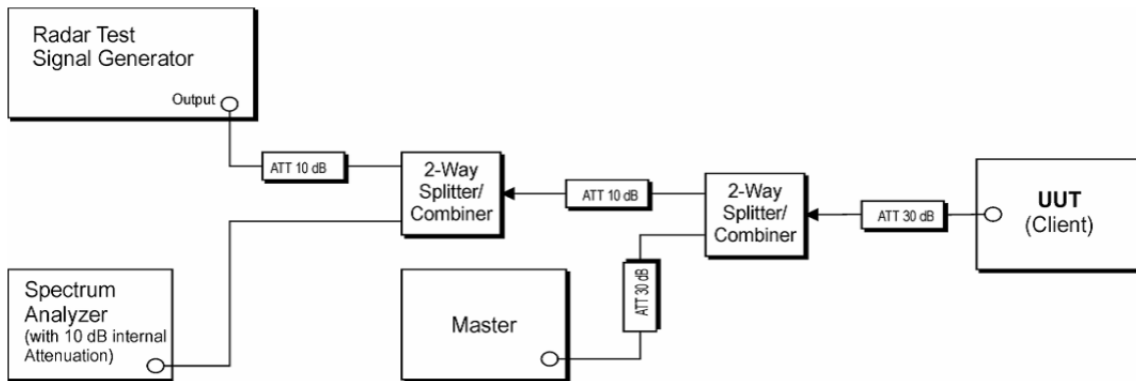 Radar Test
Signal Generator
Output
ATT 10 dB
2-Way
Splitter/
Combiner
ATT 10 dB
2-Way
Splitter/
Combiner
ATT 30 dB
UUT
(Client)
ATT 30 dB
Spectrum
Analyzer
(with 10 dB internal
Attenuation)
Master